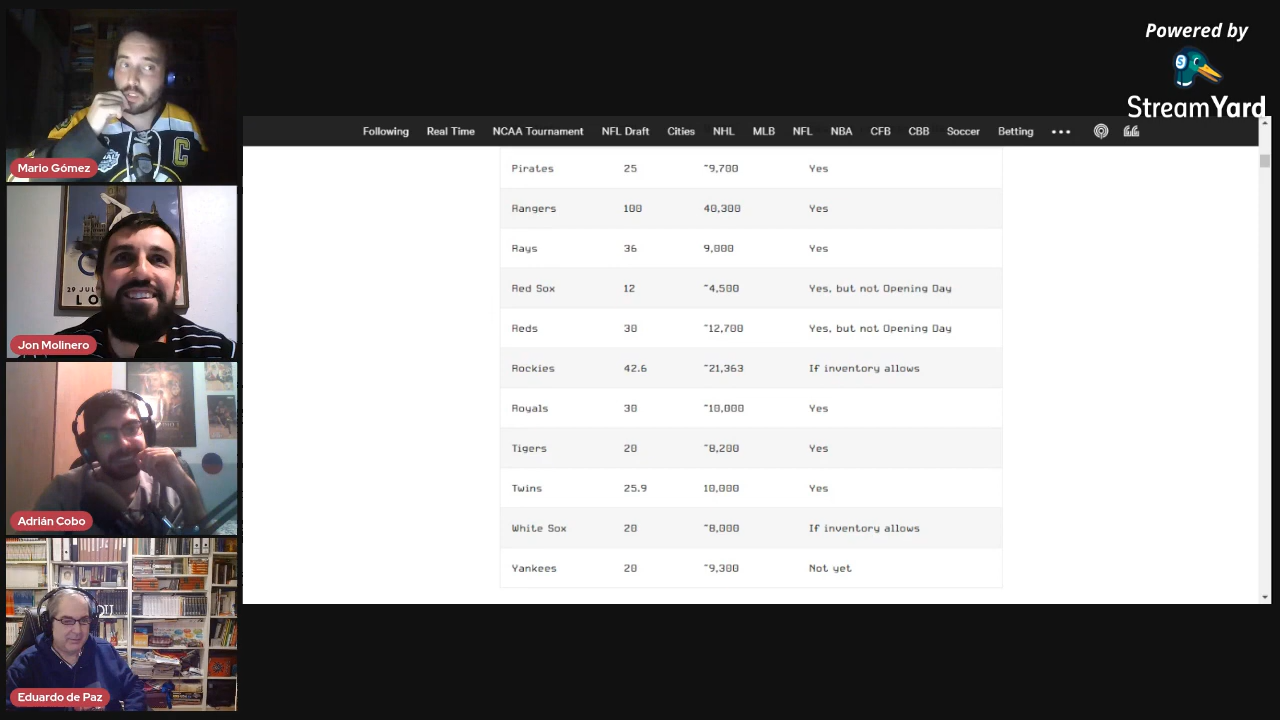 Powered by
StreamYard
Following Real Time NCAA Tournament NFL Draft Cities NHL MLB NFL NBA CFB CBB Soccer Betting •••
Pirates 25 ~9,700 Yes
Rangers 100 40,300 Yes
Rays 36 9,000 Yes
Red Sox 12 ~4,500 Yes, but not Opening Day
Reds 30 ~12,700 Yes, but not Opening Day
Rockies 42.6 ~21,363 If inventory allows
Royals 30 ~10,000 Yes
Tigers 20 ~8,200 Yes
Twins 25.9 10,000 Yes
White Sox 20 ~8,000 If inventory allows
Yankees 20 ~9,300 Not yet
C
Mario Gómez
29 JUL
LO
Jon Molinero
Adrián Cobo
Eduardo de Paz